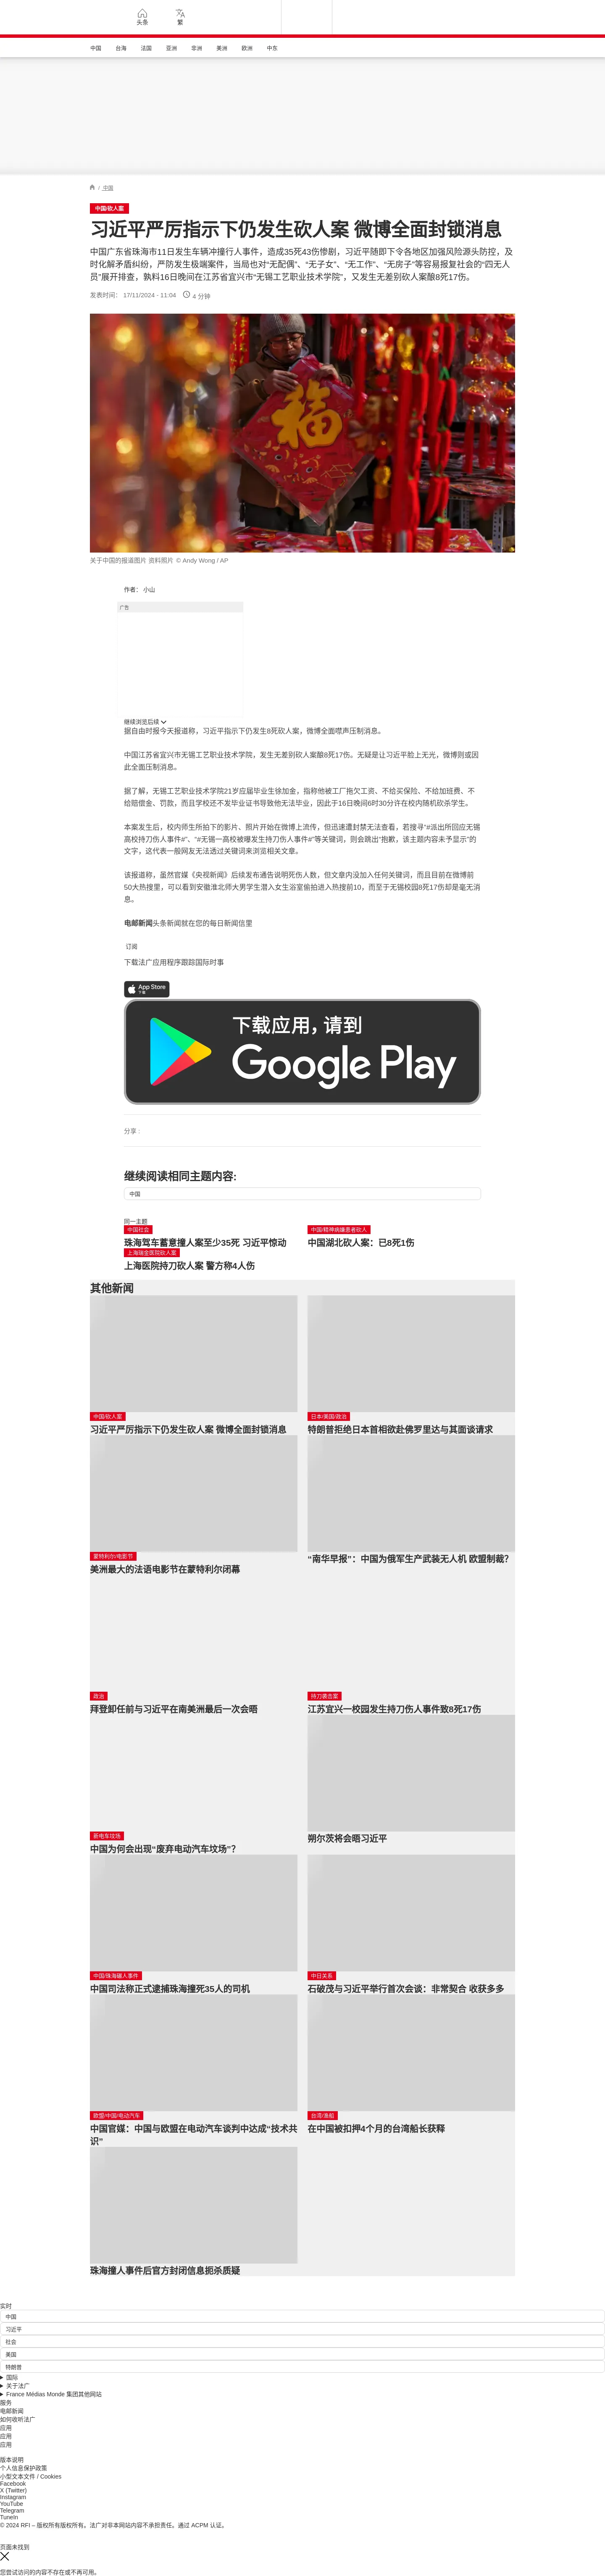 头条
繁
中国
台海
法国
亚洲
非洲
美洲
欧洲
中东
/ 中国
中国/砍人案
习近平严厉指示下仍发生砍人案 微博全面封锁消息
中国广东省珠海市11日发生车辆冲撞行人事件，造成35死43伤惨剧，习近平随即下令各地区加强风险源头防控，及
时化解矛盾纠纷，严防发生极端案件，当局也对“无配偶”、“无子女”、“无工作”、“无房子”等容易报复社会的“四无人
员”展开排查，孰料16日晚间在江苏省宜兴市“无锡工艺职业技术学院”，又发生无差别砍人案酿8死17伤。
发表时间： 17/11/2024 - 11:04
4 分钟
福
关于中国的报道图片 资料照片 © Andy Wong / AP
作者： 小山
广告
继续浏览后续
据自由时报今天报道称，习近平指示下仍发生8死砍人案，微博全面噤声压制消息。
中国江苏省宜兴市无锡工艺职业技术学院，发生无差别砍人案酿8死17伤。无疑是让习近平脸上无光，微博则或因
此全面压制消息。
据了解，无锡工艺职业技术学院21岁应届毕业生徐加金，指称他被工厂拖欠工资、不给买保险、不给加班费、不
给赔偿金、罚款，而且学校还不发毕业证书导致他无法毕业，因此于16日晚间6时30分许在校内随机砍杀学生。
本案发生后，校内师生所拍下的影片、照片开始在微博上流传，但迅速遭封禁无法查看，若搜寻“#派出所回应无锡
高校持刀伤人事件#”、“#无锡一高校被曝发生持刀伤人事件#”等关键词，则会跳出“抱歉，该主题内容未予显示”的
文字，这代表一般网友无法透过关键词来浏览相关文章。
该报道称，虽然官媒《央视新闻》后续发布通告说明死伤人数，但文章内没加入任何关键词，而且目前在微博前
50大热搜里，可以看到安徽淮北师大男学生潜入女生浴室偷拍进入热搜前10，而至于无锡校园8死17伤却是毫无消
息。
电邮新闻头条新闻就在您的每日新闻信里
订阅
下载法广应用程序跟踪国际时事
App Store
下载
下载应用，请到
Google Play
分享 :
继续阅读相同主题内容:
中国
同一主题
中国社会
珠海驾车蓄意撞人案至少35死 习近平惊动
中国/精神病嫌患者砍人
中国湖北砍人案：已8死1伤
上海瑞金医院砍人案
上海医院持刀砍人案 警方称4人伤
其他新闻
中国/砍人案
习近平严厉指示下仍发生砍人案 微博全面封锁消息
日本/美国/政治
特朗普拒绝日本首相欲赴佛罗里达与其面谈请求
蒙特利尔/电影节
美洲最大的法语电影节在蒙特利尔闭幕
“南华早报”：中国为俄军生产武装无人机 欧盟制裁？
政治
拜登卸任前与习近平在南美洲最后一次会晤
持刀袭击案
江苏宜兴一校园发生持刀伤人事件致8死17伤
新电车坟场
中国为何会出现“废弃电动汽车坟场”？
朔尔茨将会晤习近平
中国/珠海碾人事件
中国司法称正式逮捕珠海撞死35人的司机
中日关系
石破茂与习近平举行首次会谈：非常契合 收获多多
欧盟/中国/电动汽车
中国官媒：中国与欧盟在电动汽车谈判中达成“技术共
识”
台湾/渔船
在中国被扣押4个月的台湾船长获释
珠海撞人事件后官方封闭信息扼杀质疑
实时
中国
习近平
社会
美国
特朗普
国际
关于法广
France Médias Monde 集团其他网站
服务
电邮新闻
如何收听法广
应用
应用
应用
版本说明
个人信息保护政策
小型文本文件 / Cookies
Facebook
X (Twitter)
Instagram
YouTube
Telegram
TuneIn
© 2024 RFI – 版权所有版权所有。法广对非本网站内容不承担责任。通过 ACPM 认证。
页面未找到
您尝试访问的内容不存在或不再可用。